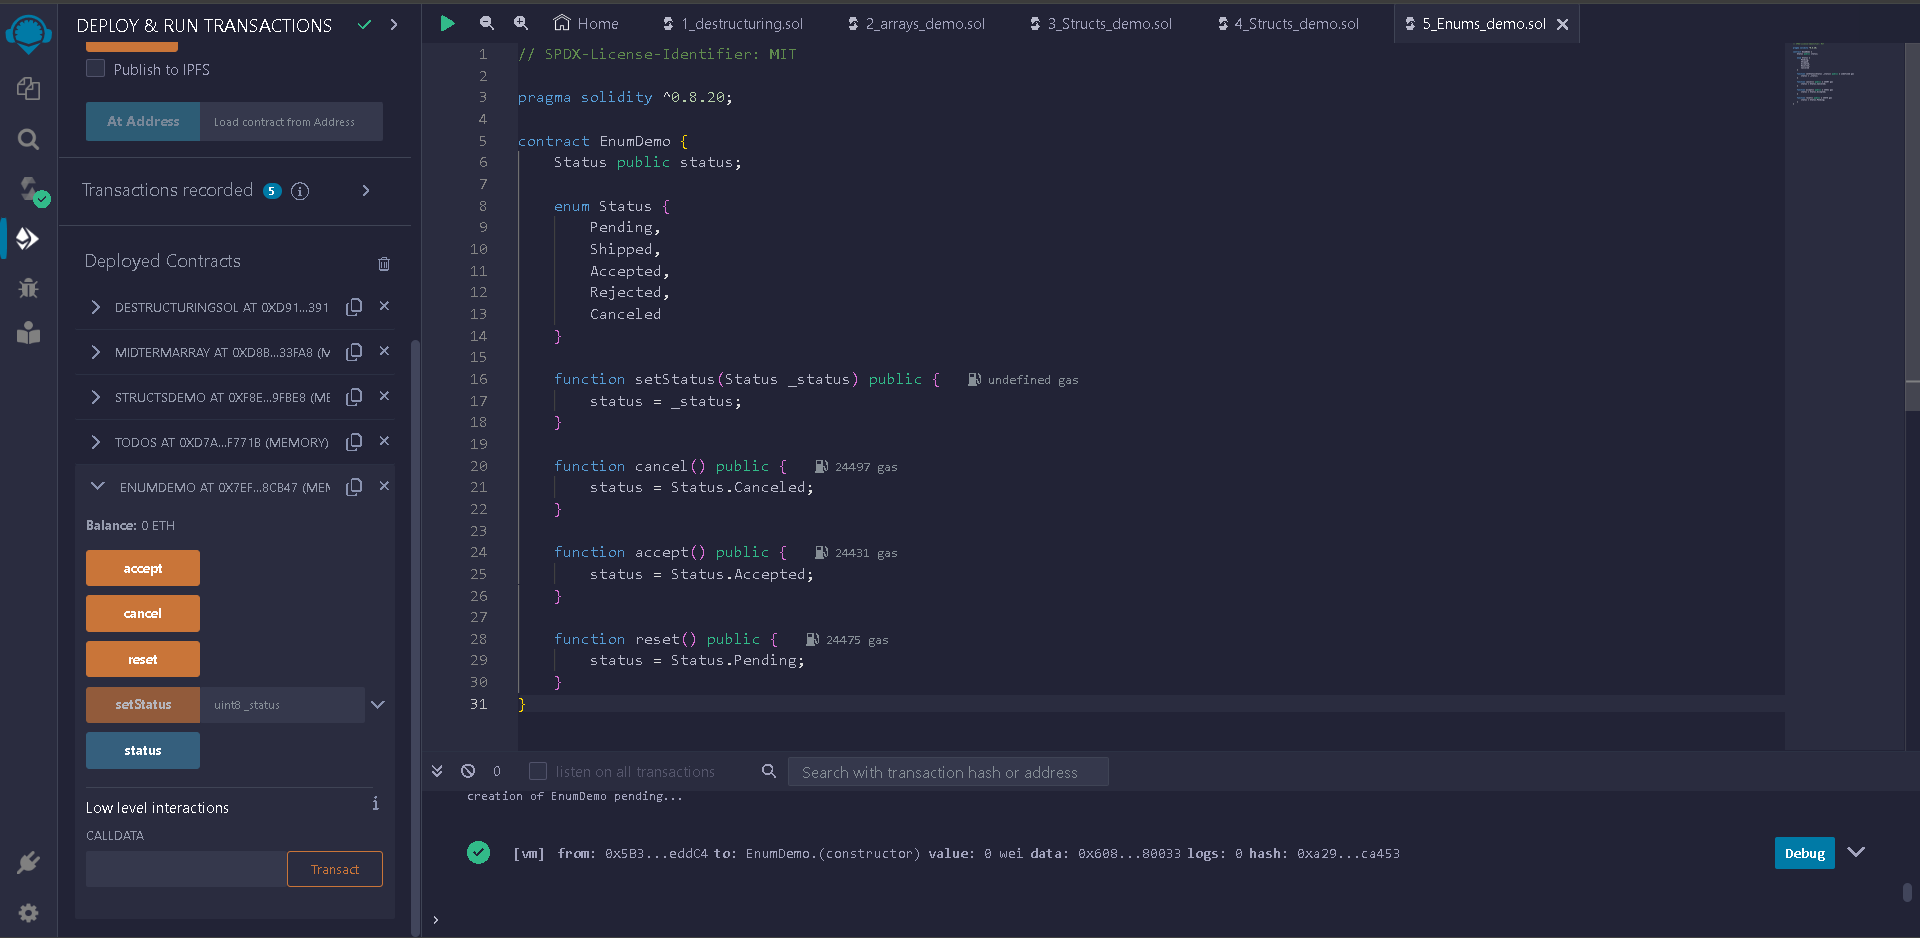 DEPLOY & RUN TRANSACTIONS
Publish to IPFS
At Address
Load contract from Address
Transactions recorded 5 i
Deployed Contracts
DESTRUCTURINGSOL AT 0XD91...391
MIDTERMARRAY AT 0XD8B...33FA8 (M
STRUCTSDEMO AT 0XF8E...9FBE8 (ME
TODOS AT 0XD7A...F771B (MEMORY)
ENUMDEMO AT 0X7EF...8CB47 (MEM
Balance: 0 ETH
accept
cancel
reset
setStatus uint8 _status
status
Low level interactions i
CALLDATA
Transact
Home 1_destructuring.sol 2_arrays_demo.sol 3_Structs_demo.sol 4_Structs_demo.sol 5_Enums_demo.sol
1 // SPDX-License-Identifier: MIT
2
3 pragma solidity ^0.8.20;
4
5 contract EnumDemo {
6 Status public status;
7
8 enum Status {
9 Pending,
10 Shipped,
11 Accepted,
12 Rejected,
13 Canceled
14 }
15
16 function setStatus(Status _status) public { undefined gas
17 status = _status;
18 }
19
20 function cancel() public { 24497 gas
21 status = Status.Canceled;
22 }
23
24 function accept() public { 24431 gas
25 status = Status.Accepted;
26 }
27
28 function reset() public { 24475 gas
29 status = Status.Pending;
30 }
31 }
0 listen on all transactions Search with transaction hash or address
creation of EnumDemo pending...
[vm] from: 0x5B3...eddC4 to: EnumDemo.(constructor) value: 0 wei data: 0x608...80033 logs: 0 hash: 0xa29...ca453
Debug
>